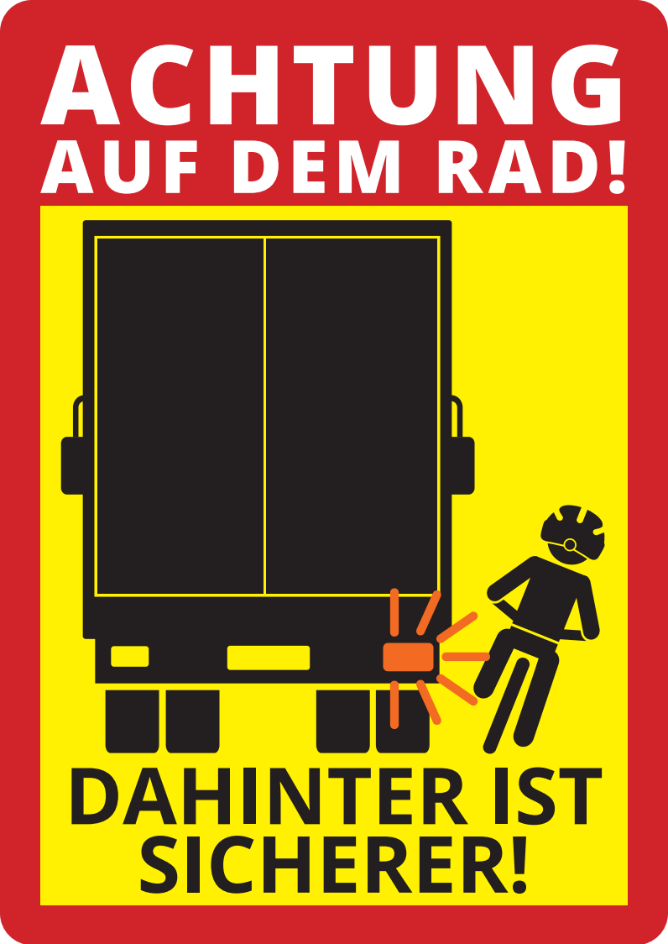 ACHTUNG
AUF DEM RAD!
DAHINTER IST
SICHERER!